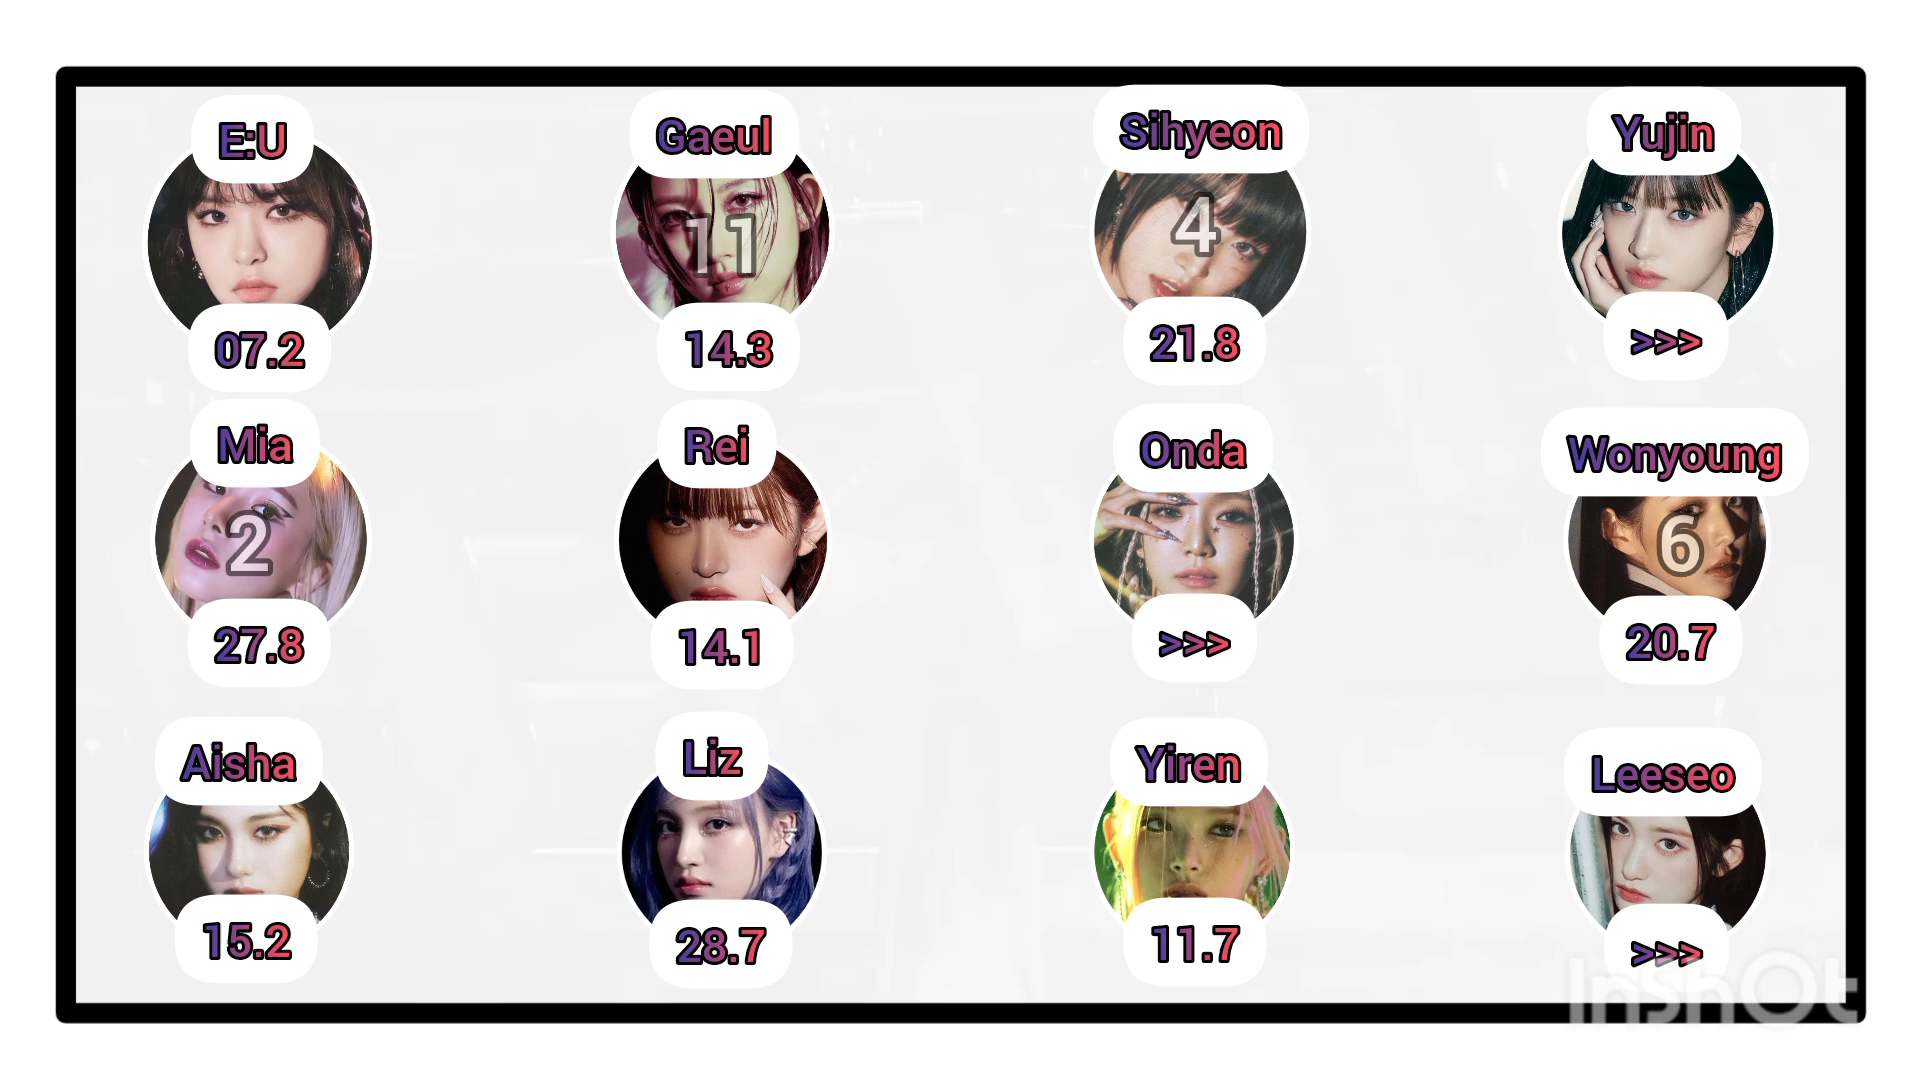 E:U
Gaeul
Sihyeon
Yujin
11
4
07.2
14.3
21.8
>>>
Mia
Rei
Onda
Wonyoung
2
6
27.8
14.1
>>>
20.7
Aisha
Liz
Yiren
Leeseo
15.2
28.7
11.7
>>>
InShOt